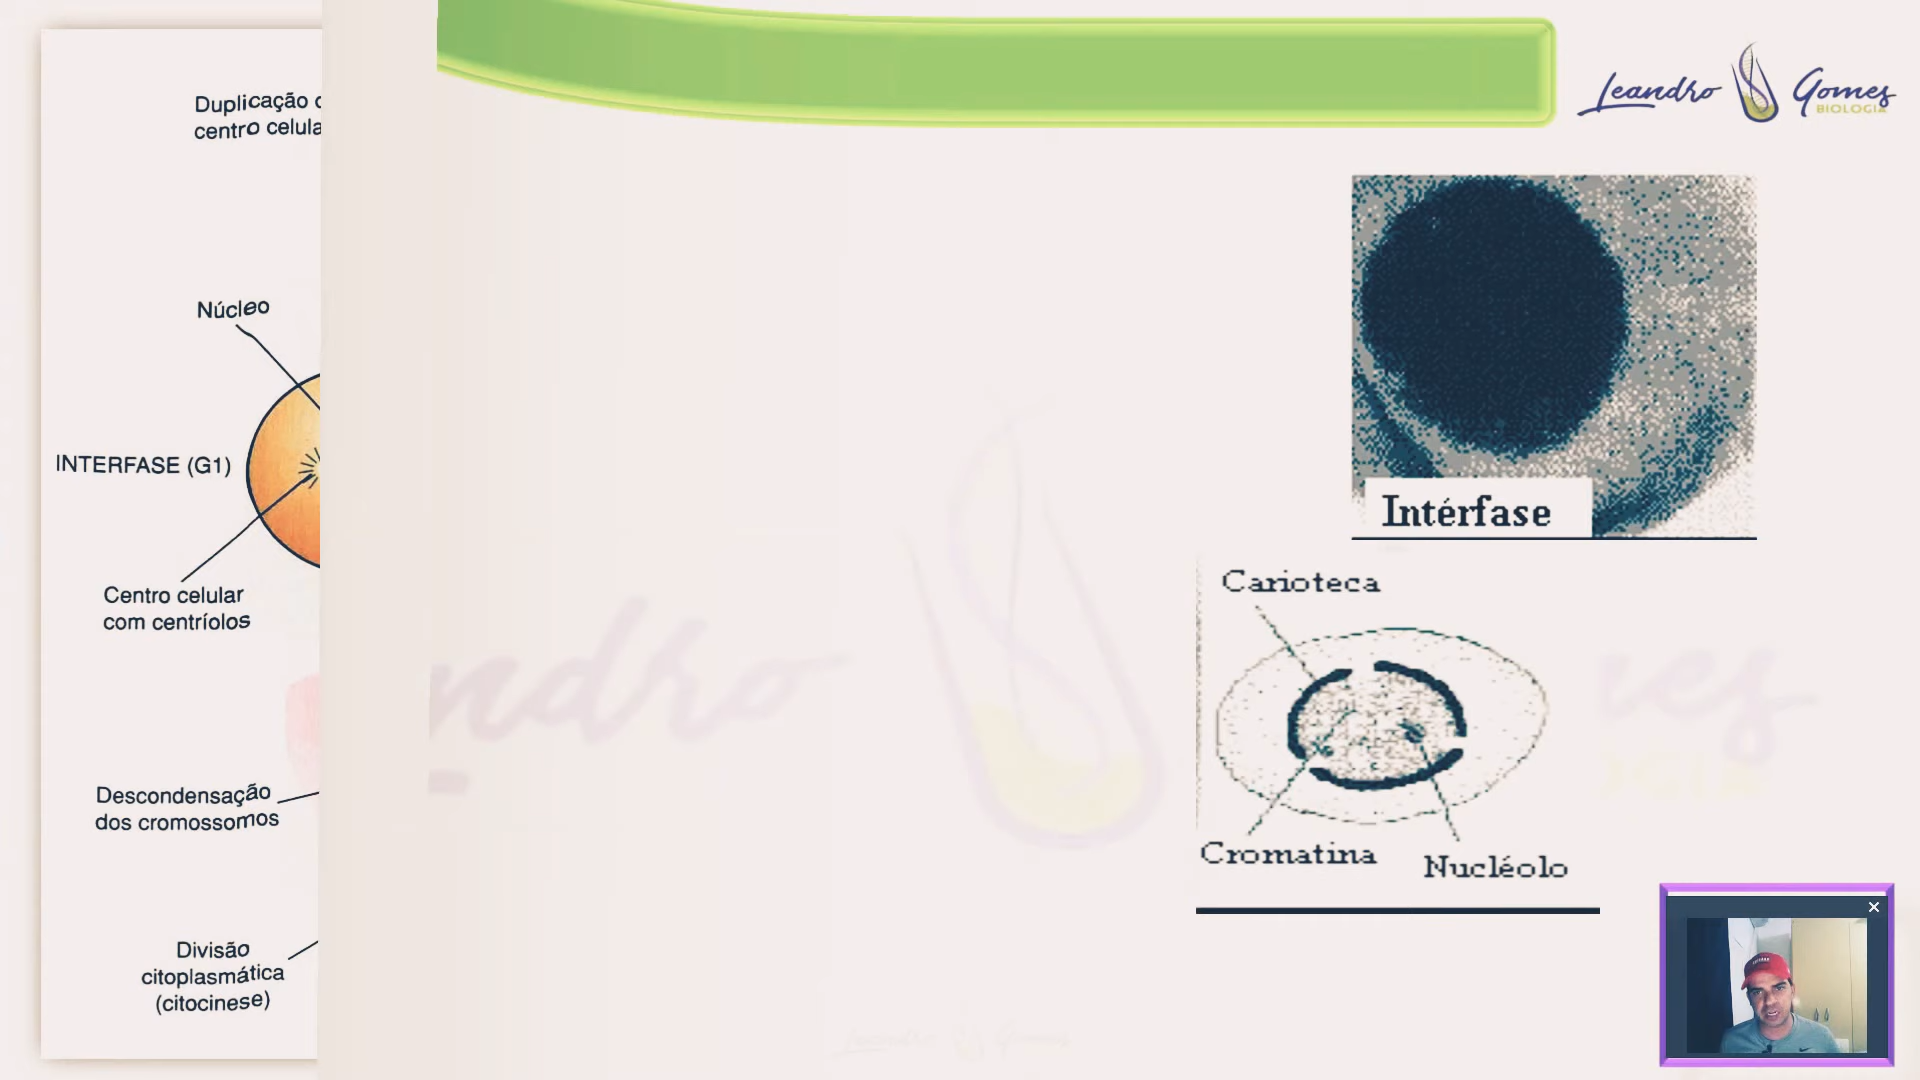 Duplicação
centro celula
Núcleo
INTERFASE (G1)
Centro celular
com centríolos
Descondensação
dos cromossomos
Divisão
citoplasmática
(citocinese)
Leandro Gomes
BIOLOGIA
Intérfase
Carioteca
Cromatina
Nucléolo